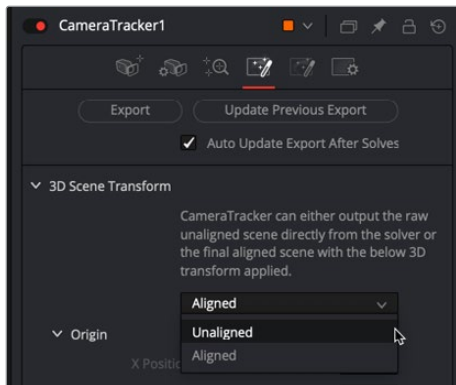 CameraTracker1
Export
Update Previous Export
Auto Update Export After Solves
3D Scene Transform
CameraTracker can either output the raw
unaligned scene directly from the solver or
the final aligned scene with the below 3D
transform applied.
Aligned
Unaligned
Origin
Aligned
X